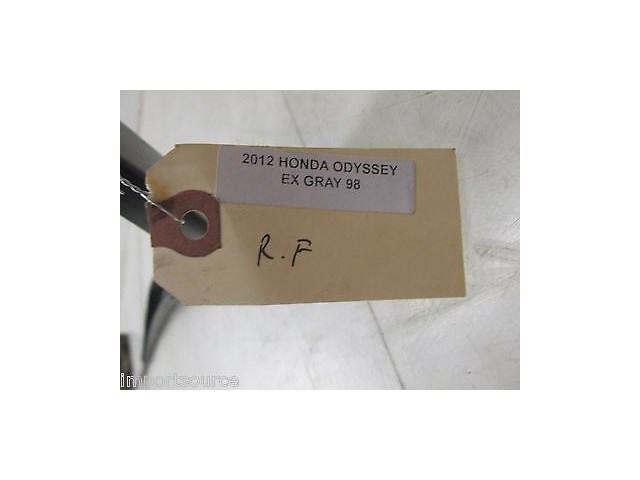 2012 HONDA ODYSSEY
EX GRAY 98
R.F
importsource